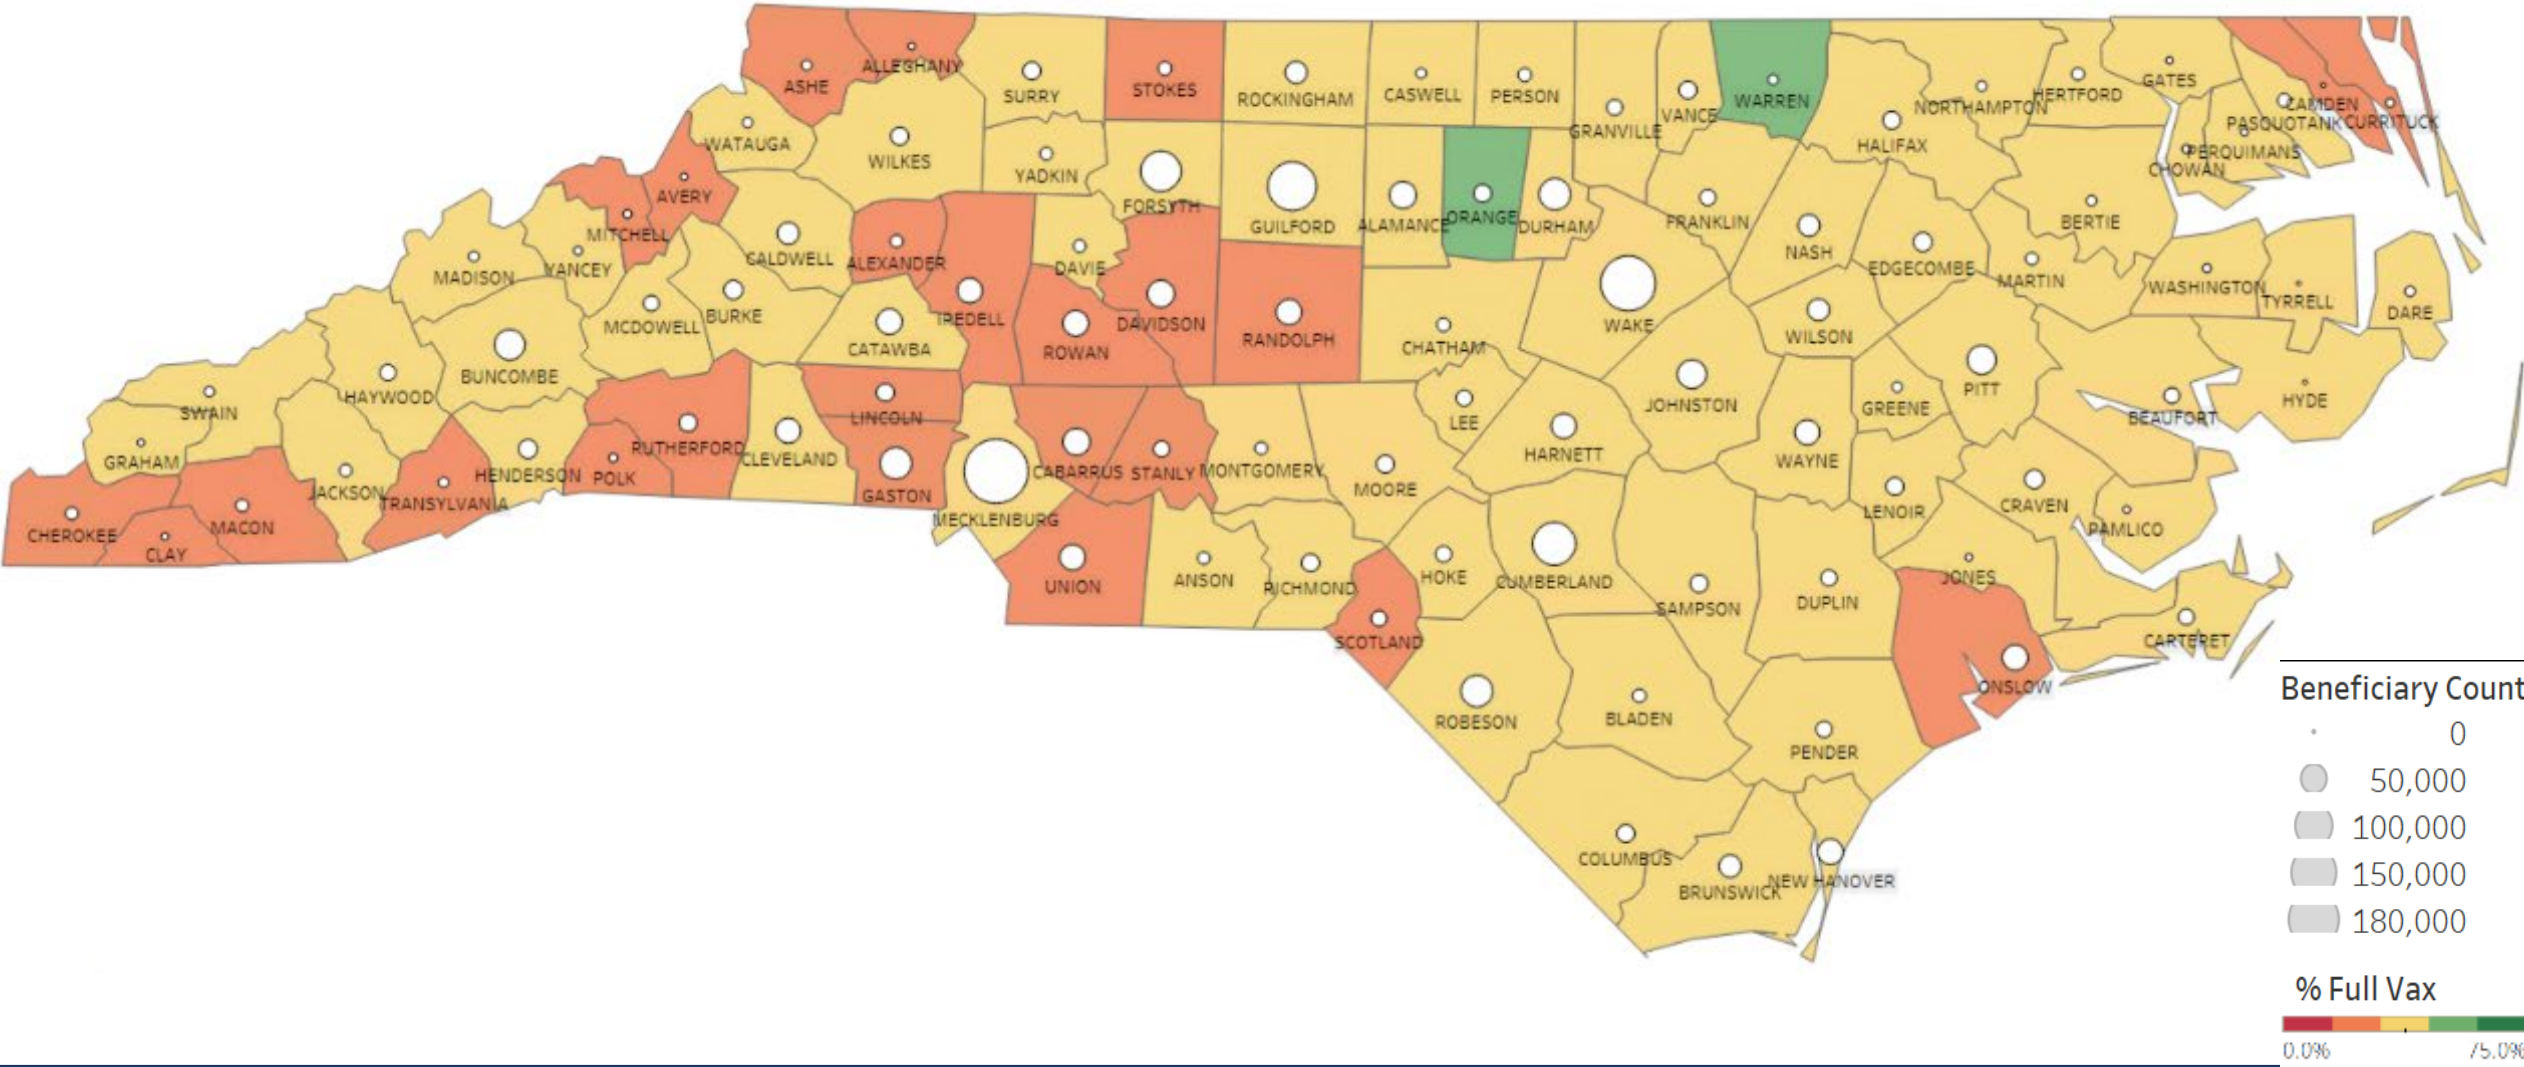 ASHE
ALLEGHANY
SURRY
STOKES
ROCKINGHAM
CASWELL
PERSON
GRANVILLE
VANCE
WARREN
NORTHAMPTON
HERTFORD
GATES
CAMDEN
PASQUOTANK
CURRITUCK
WATAUGA
WILKES
YADKIN
FORSYTH
GUILFORD
ALAMANCE
ORANGE
DURHAM
FRANKLIN
HALIFAX
BERTIE
CHOWAN
PERQUIMANS
AVERY
MITCHELL
MADISON
YANCEY
CALDWELL
ALEXANDER
DAVIE
NASH
EDGECOMBE
MARTIN
WASHINGTON
TYRRELL
DARE
MCDOWELL
BURKE
IREDELL
CATAWBA
ROWAN
DAVIDSON
RANDOLPH
CHATHAM
WAKE
WILSON
SWAIN
HAYWOOD
BUNCOMBE
RUTHERFORD
LINCOLN
LEE
JOHNSTON
GREENE
PITT
BEAUFORT
HYDE
GRAHAM
JACKSON
TRANSYLVANIA
HENDERSON
POLK
CLEVELAND
GASTON
MECKLENBURG
CABARRUS
STANLY
MONTGOMERY
MOORE
HARNETT
WAYNE
LENOIR
CRAVEN
PAMLICO
CHEROKEE
CLAY
MACON
UNION
ANSON
RICHMOND
HOKE
CUMBERLAND
SAMPSON
DUPLIN
JONES
SCOTLAND
CARTERET
ONSLOW
ROBESON
BLADEN
PENDER
COLUMBUS
BRUNSWICK
NEW HANOVER
Beneficiary Count
0
50,000
100,000
150,000
180,000
% Full Vax
0.0% 75.0%